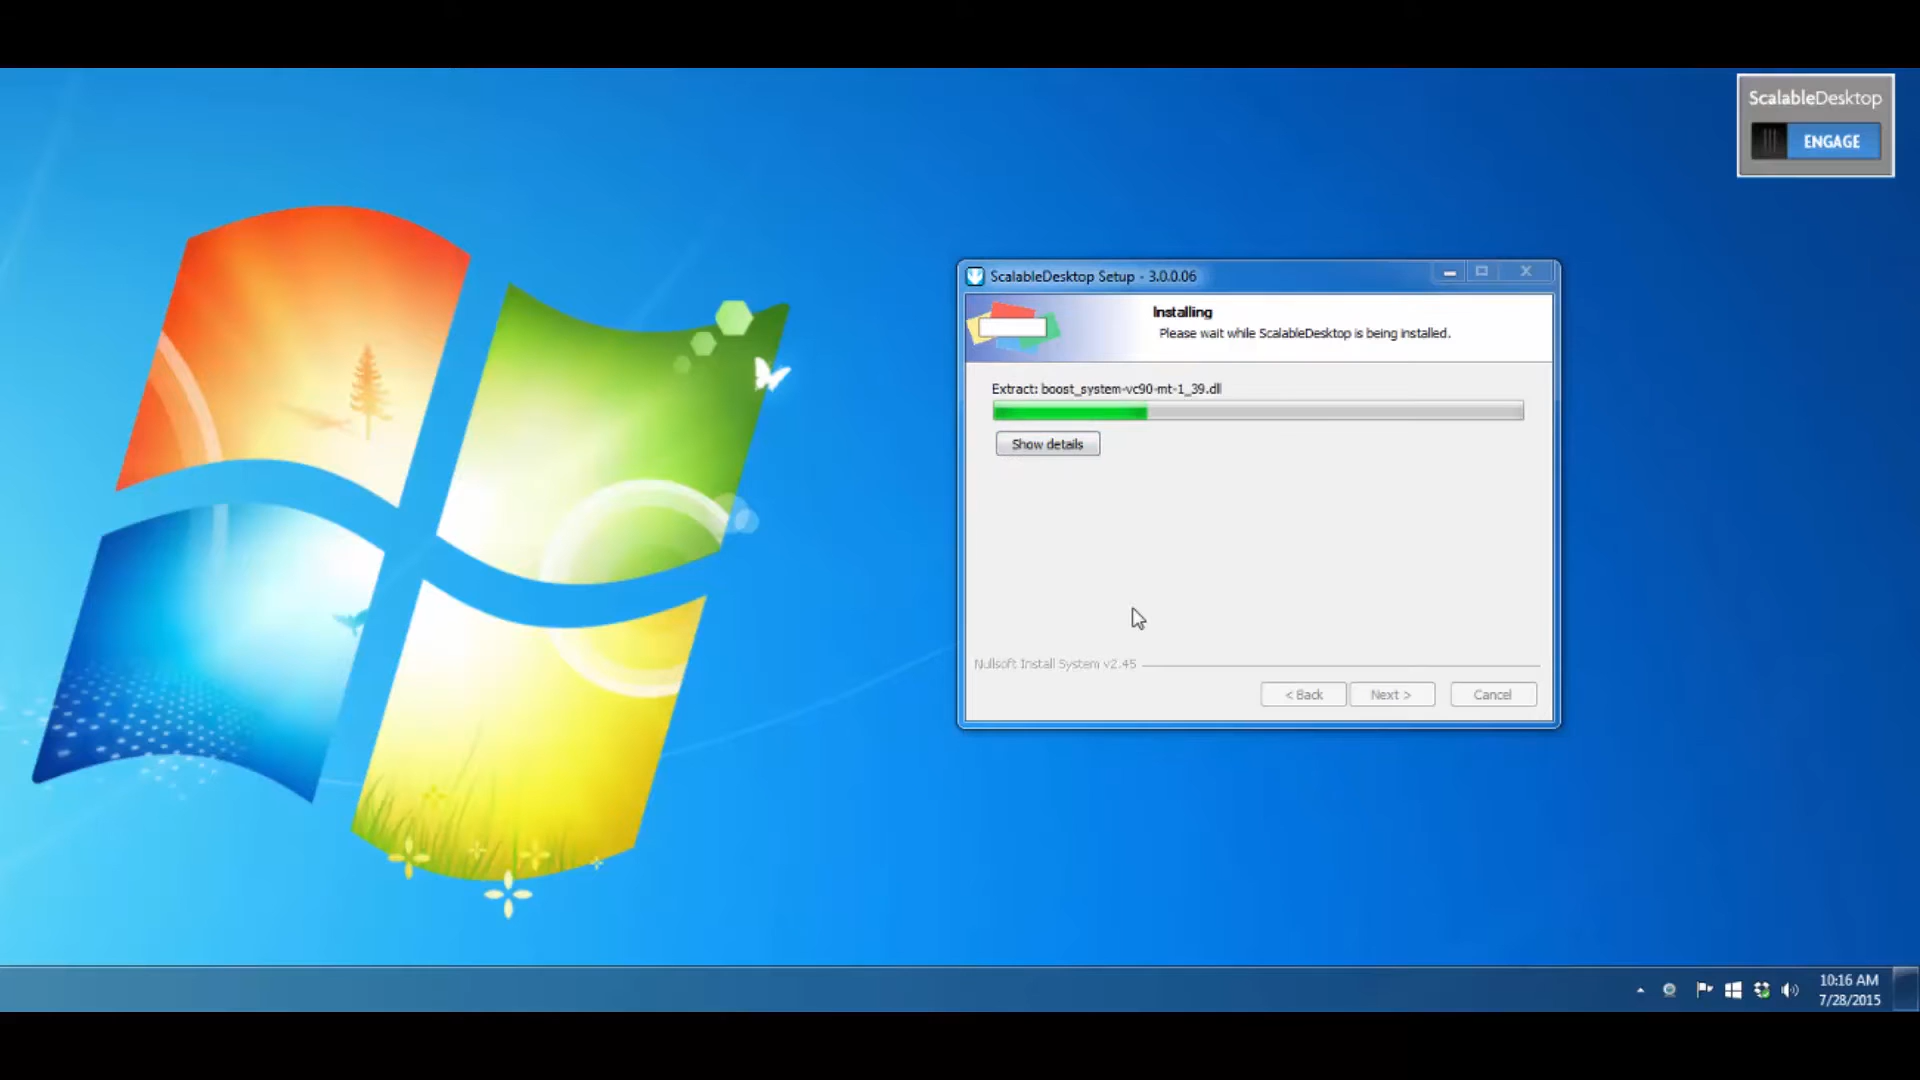 ScalableDesktop
ENGAGE
ScalableDesktop Setup - 3.0.0.06
Installing
Please wait while ScalableDesktop is being installed.
Extract: boost_system-vc90-mt-1_39.dll
Show details
Nullsoft Install System v2.45
< Back
Next >
Cancel
10:16 AM
7/28/2015